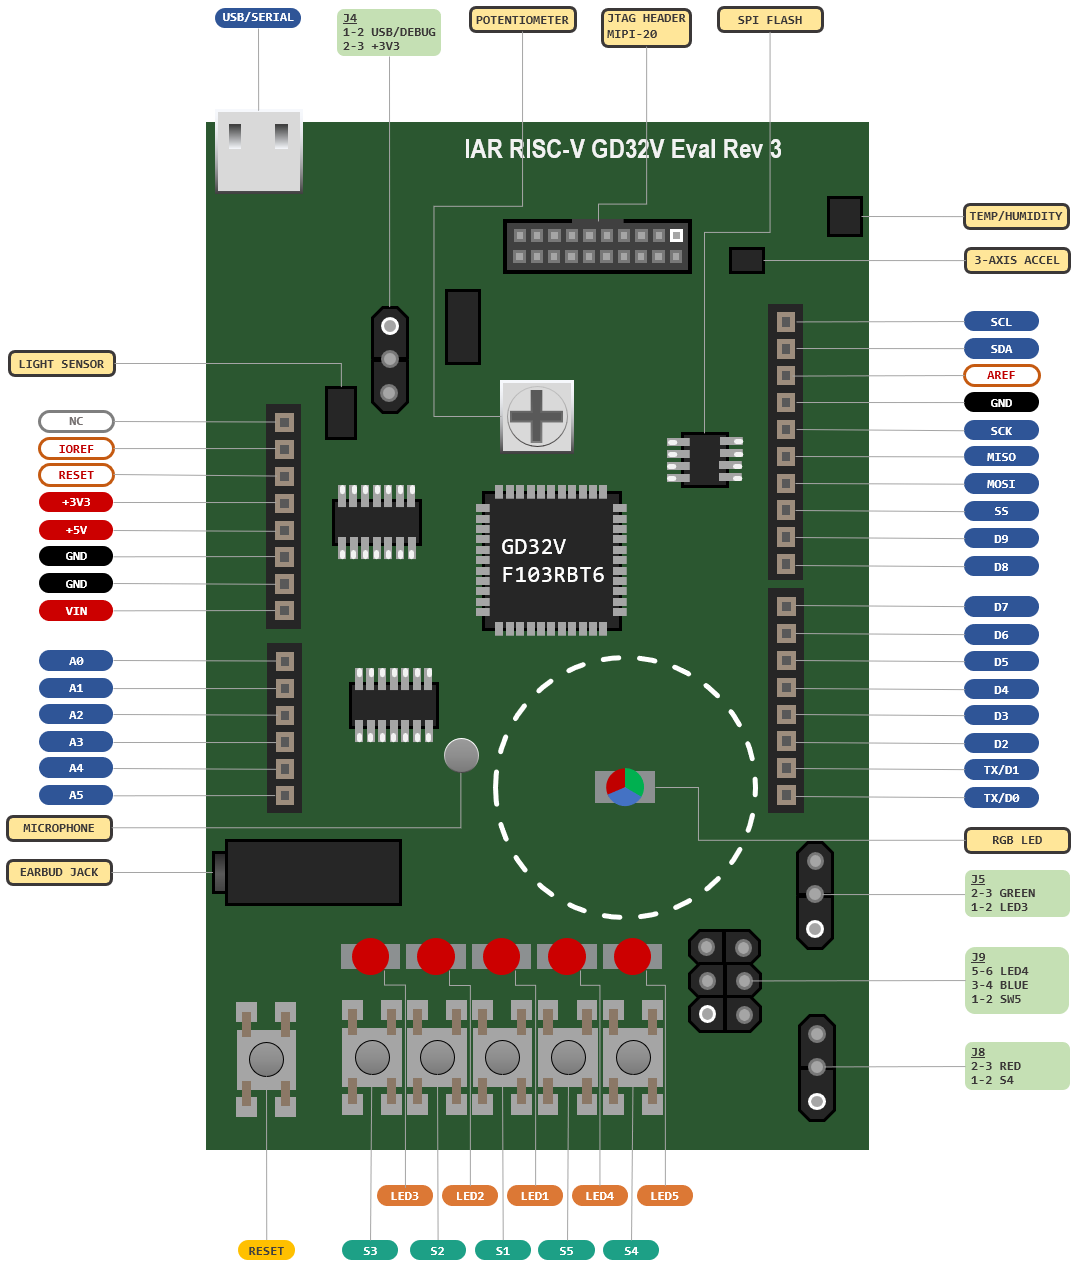 USB/SERIAL
J4
1-2 USB/DEBUG
2-3 +3V3
POTENTIOMETER
JTAG HEADER
MIPI-20
SPI FLASH
IAR RISC-V GD32V Eval Rev 3
TEMP/HUMIDITY
3-AXIS ACCEL
LIGHT SENSOR
NC
IOREF
RESET
+3V3
+5V
GND
GND
VIN
A0
A1
A2
A3
A4
A5
MICROPHONE
EARBUD JACK
GD32V
F103RBT6
SCL
SDA
AREF
GND
SCK
MISO
MOSI
SS
D9
D8
D7
D6
D5
D4
D3
D2
TX/D1
TX/D0
RGB LED
J5
2-3 GREEN
1-2 LED3
J9
5-6 LED4
3-4 BLUE
1-2 SW5
J8
2-3 RED
1-2 S4
LED3
LED2
LED1
LED4
LED5
RESET
S3
S2
S1
S5
S4